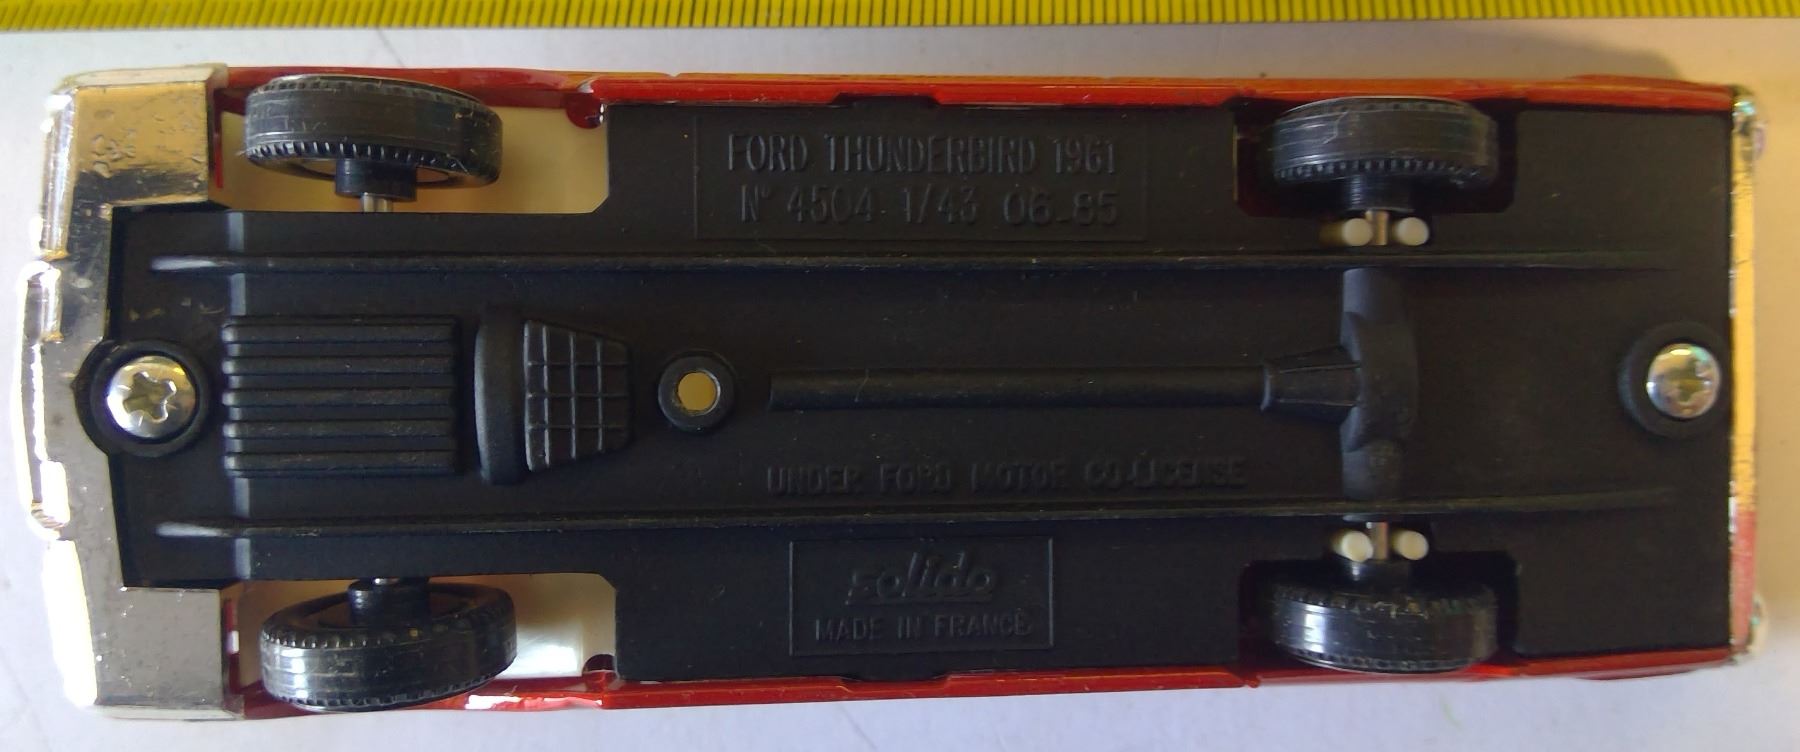 FORD THUNDERBIRD 1961
N° 4504 1/43 06-85
UNDER FORD MOTOR CO-LICENSE
solido
MADE IN FRANCE